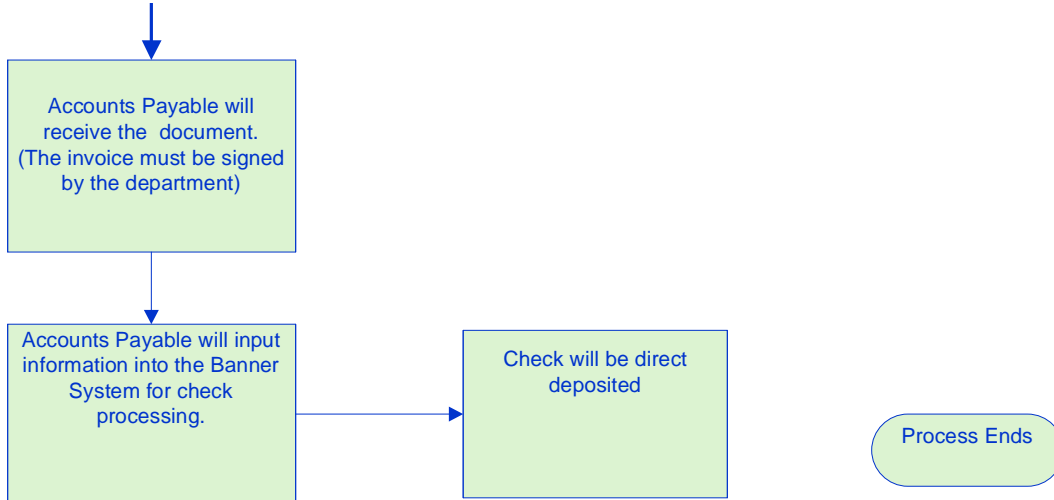 Accounts Payable will
receive the  document.
(The invoice must be signed
by the department)
Accounts Payable will input
information into the Banner
System for check
processing.
Check will be direct
deposited
Process Ends